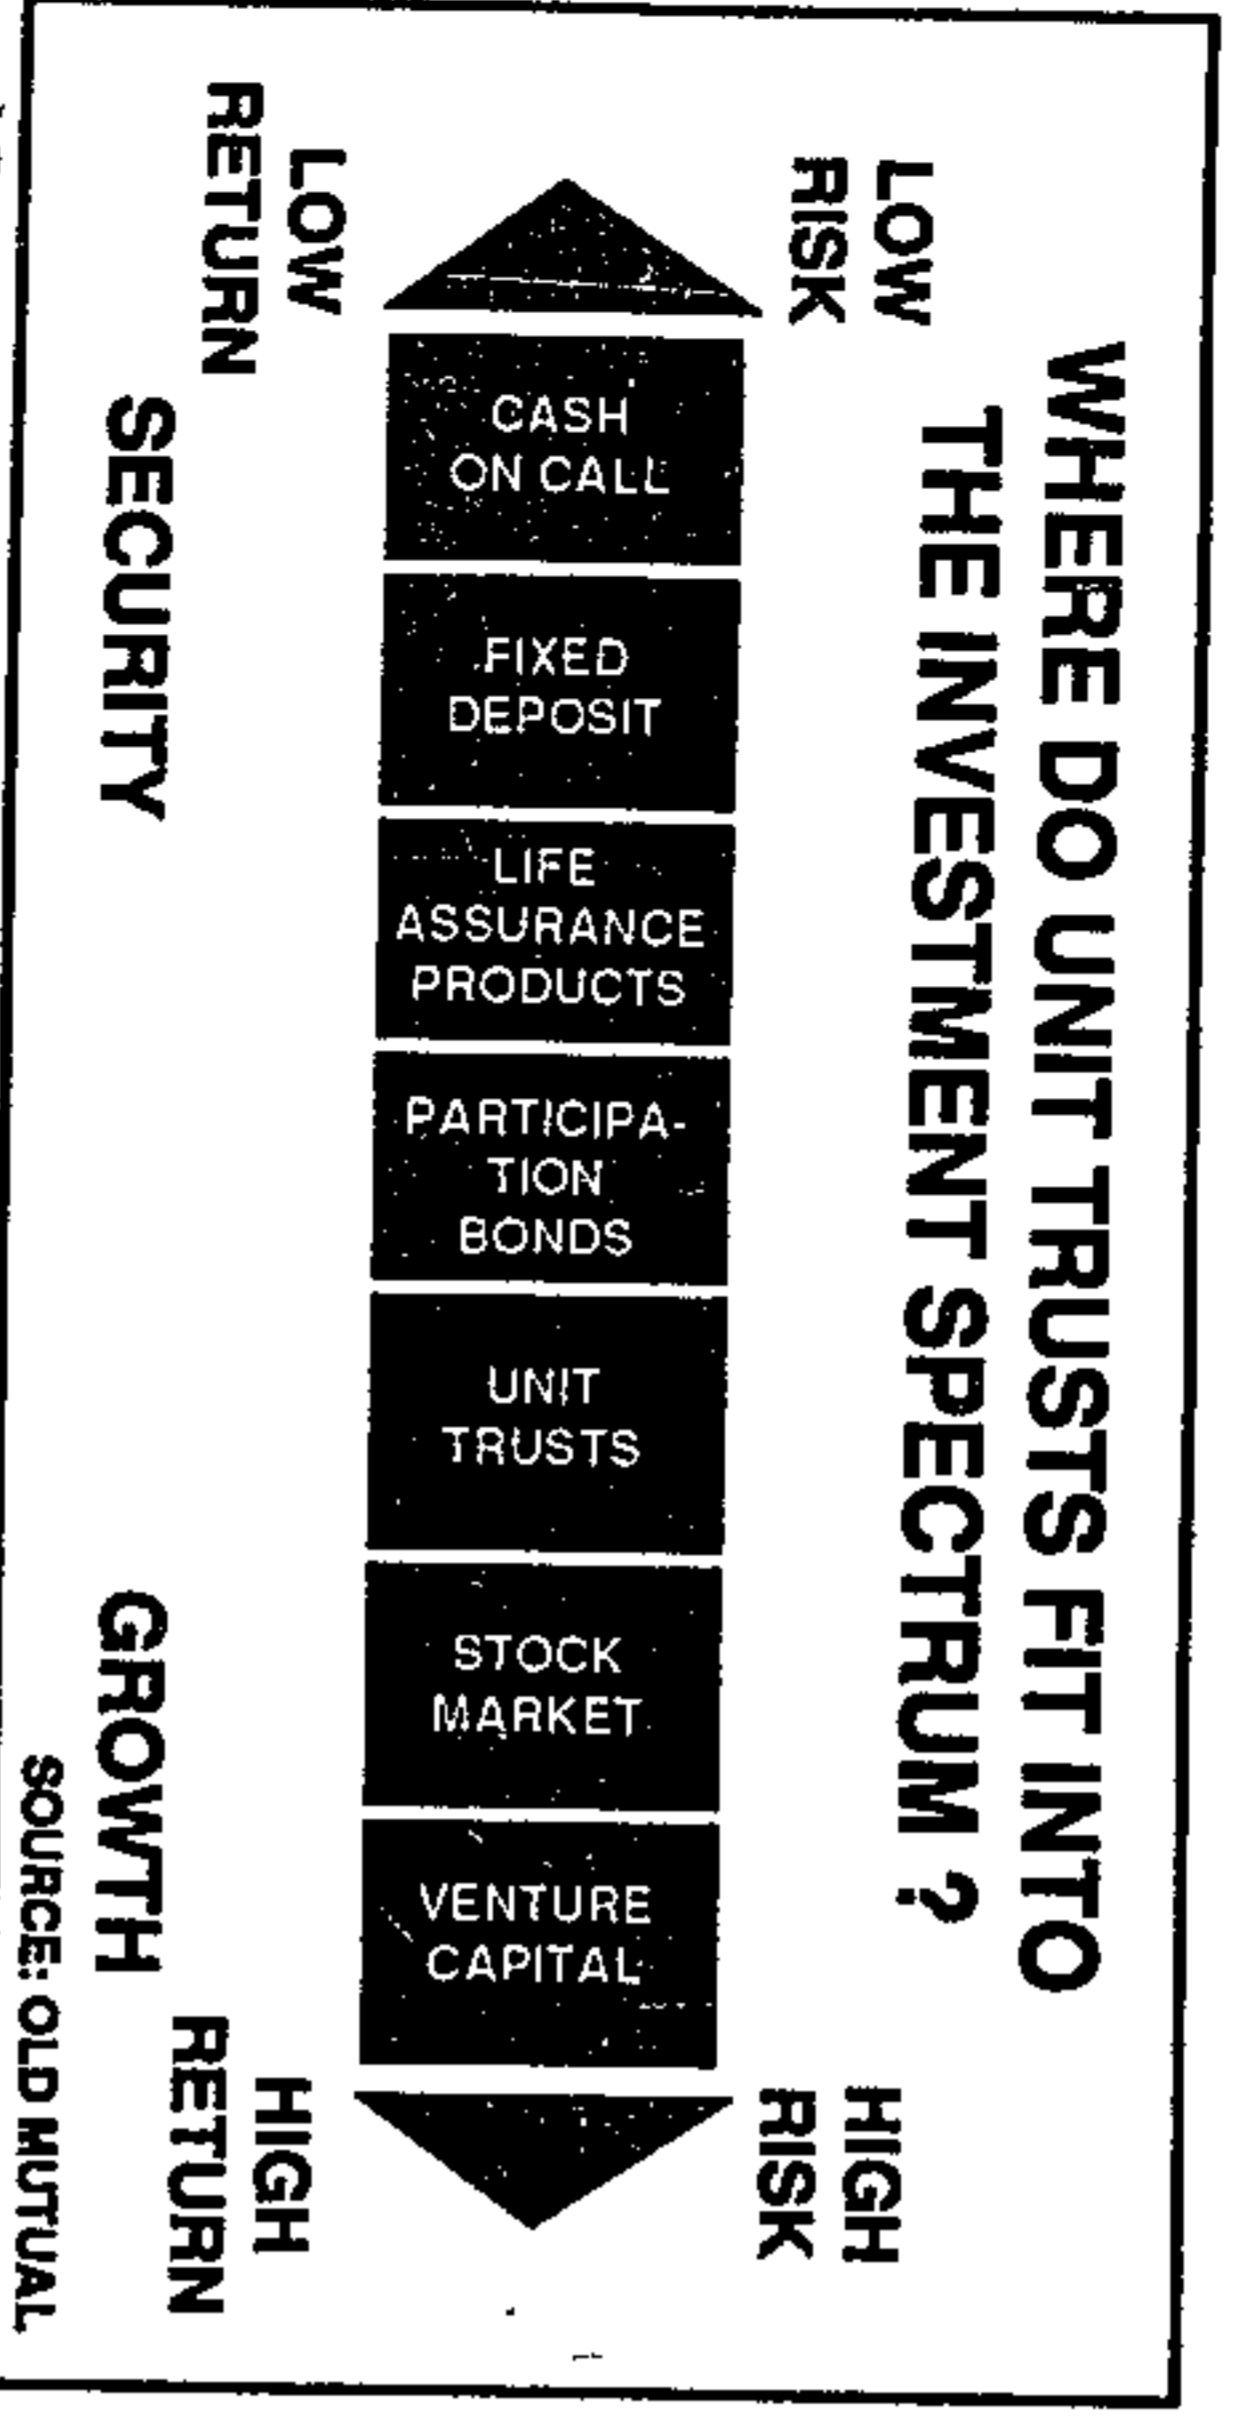 WHERE DO UNIT TRUSTS FIT INTO
THE INVESTMENT SPECTRUM ?
LOW
RISK
HIGH
RISK
CASH
ON CALL
FIXED
DEPOSIT
LIFE
ASSURANCE
PRODUCTS
PARTICIPA-
TION
BONDS
UNIT
TRUSTS
STOCK
MARKET
VENTURE
CAPITAL
LOW
RETURN
HIGH
RETURN
SECURITY
GROWTH
SOURCE: OLD MUTUAL